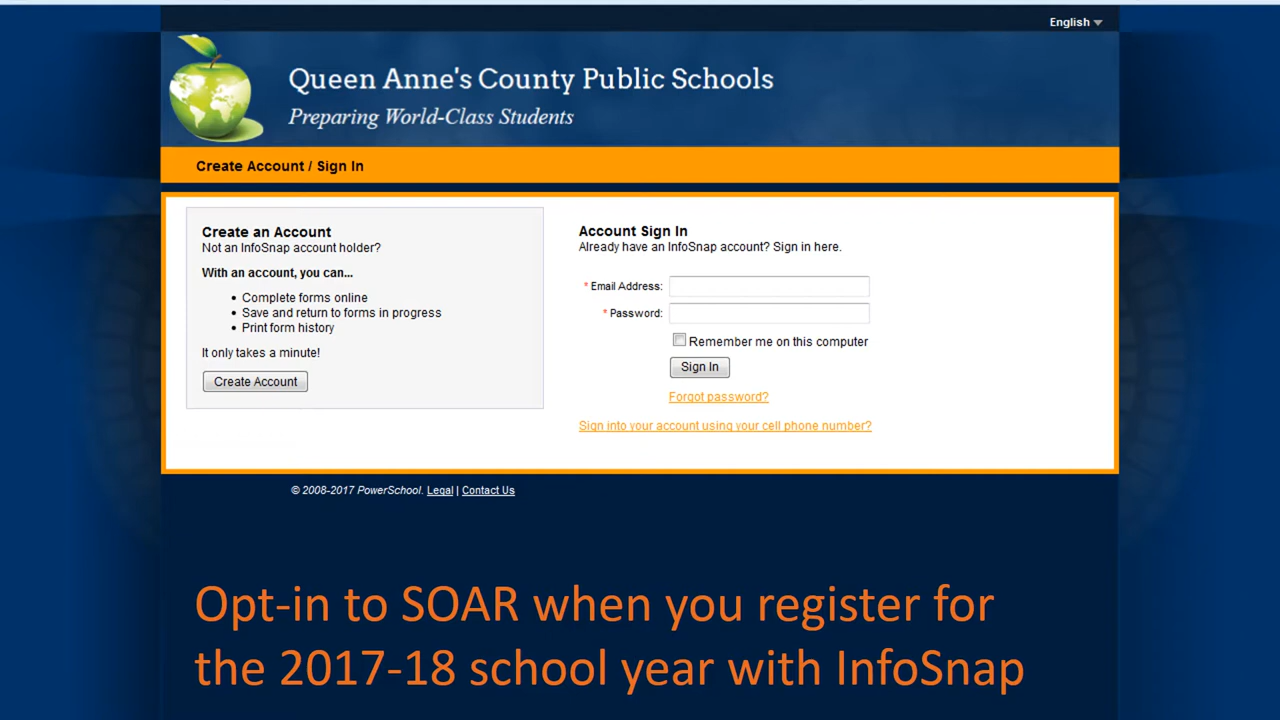 English
Queen Anne's County Public Schools
Preparing World-Class Students
Create Account / Sign In
Create an Account
Not an InfoSnap account holder?
With an account, you can...
• Complete forms online
• Save and return to forms in progress
• Print form history
It only takes a minute!
Create Account
Account Sign In
Already have an InfoSnap account? Sign in here.
* Email Address:
* Password:
Remember me on this computer
Sign In
Forgot password?
Sign into your account using your cell phone number?
© 2008-2017 PowerSchool. Legal | Contact Us
Opt-in to SOAR when you register for
the 2017-18 school year with InfoSnap